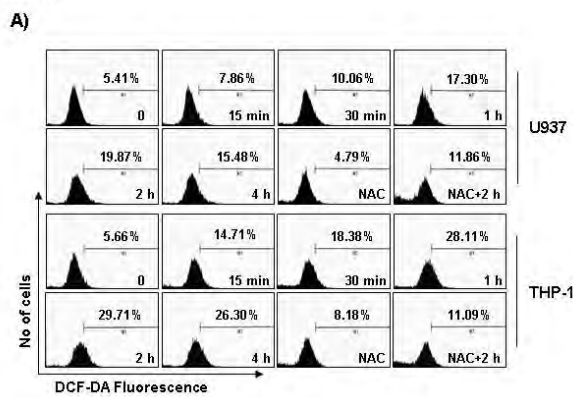 A)
5.41% 7.86% 10.06% 17.30%
0 15 min 30 min 1 h
U937
19.87% 15.48% 4.79% 11.86%
2 h 4 h NAC NAC+2 h
No of cells
5.66% 14.71% 18.38% 28.11%
0 15 min 30 min 1 h
THP-1
29.71% 26.30% 8.18% 11.09%
2 h 4 h NAC NAC+2 h
DCF-DA Fluorescence